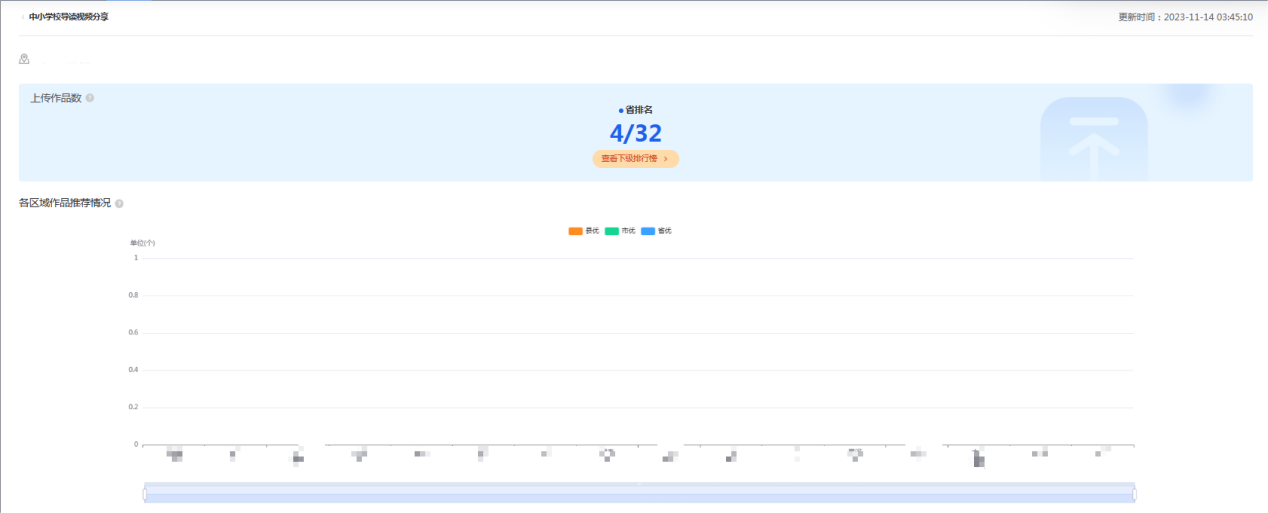 中小学校导读视频分享
更新时间：2023-11-14 03:45:10
上传作品数
省排名
4/32
查看下级排行榜 >
各区域作品推荐情况
县优 市优 省优
单位(个)
1
0.8
0.6
0.4
0.2
0